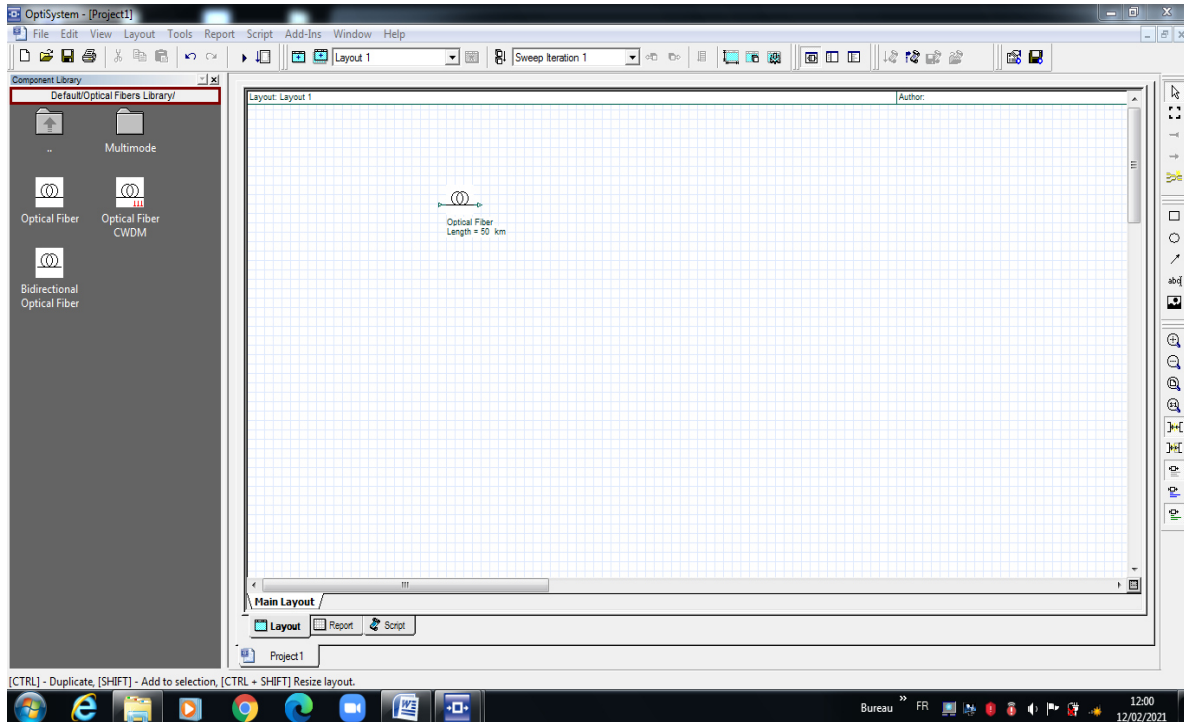 OptiSystem - [Project1]
File Edit View Layout Tools Report Script Add-Ins Window Help
Layout 1
Sweep Iteration 1
Component Library
Default/Optical Fibers Library/
..
Multimode
Optical Fiber
Optical Fiber
CWDM
Bidirectional
Optical Fiber
Layout: Layout 1
Author:
Optical Fiber
Length = 50 km
Main Layout
Layout Report Script
Project1
[CTRL] - Duplicate, [SHIFT] - Add to selection, [CTRL + SHIFT] Resize layout.
Bureau » FR
12:00
12/02/2021